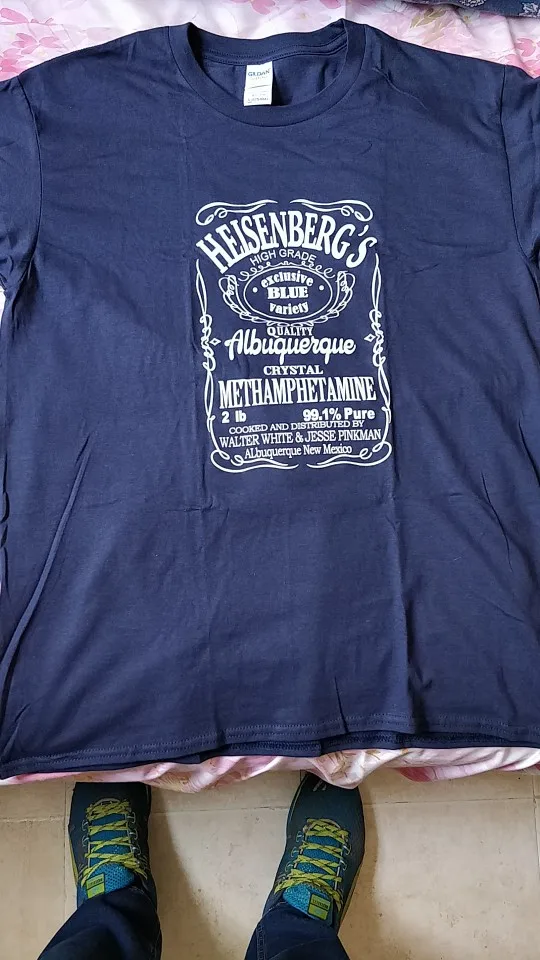 GILDAN
HEISENBERG'S
HIGH GRADE
exclusive
BLUE
variety
QUALITY
Albuquerque
CRYSTAL
METHAMPHETAMINE
2 lb 99.1% Pure
COOKED AND DISTRIBUTED BY
WALTER WHITE & JESSE PINKMAN
ALbuquerque New Mexico